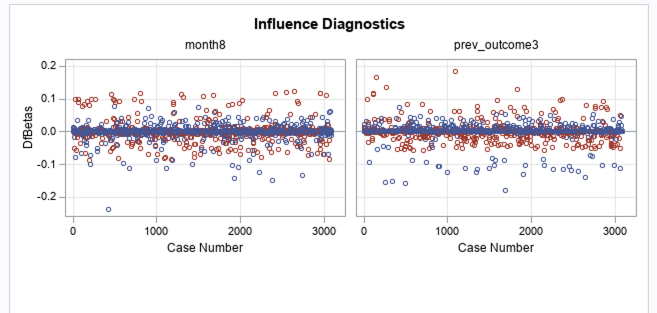 Influence Diagnostics
month8
prev_outcome3
DfBetas
0.2
0.1
0.0
-0.1
-0.2
0
1000
2000
3000
0
1000
2000
3000
Case Number
Case Number